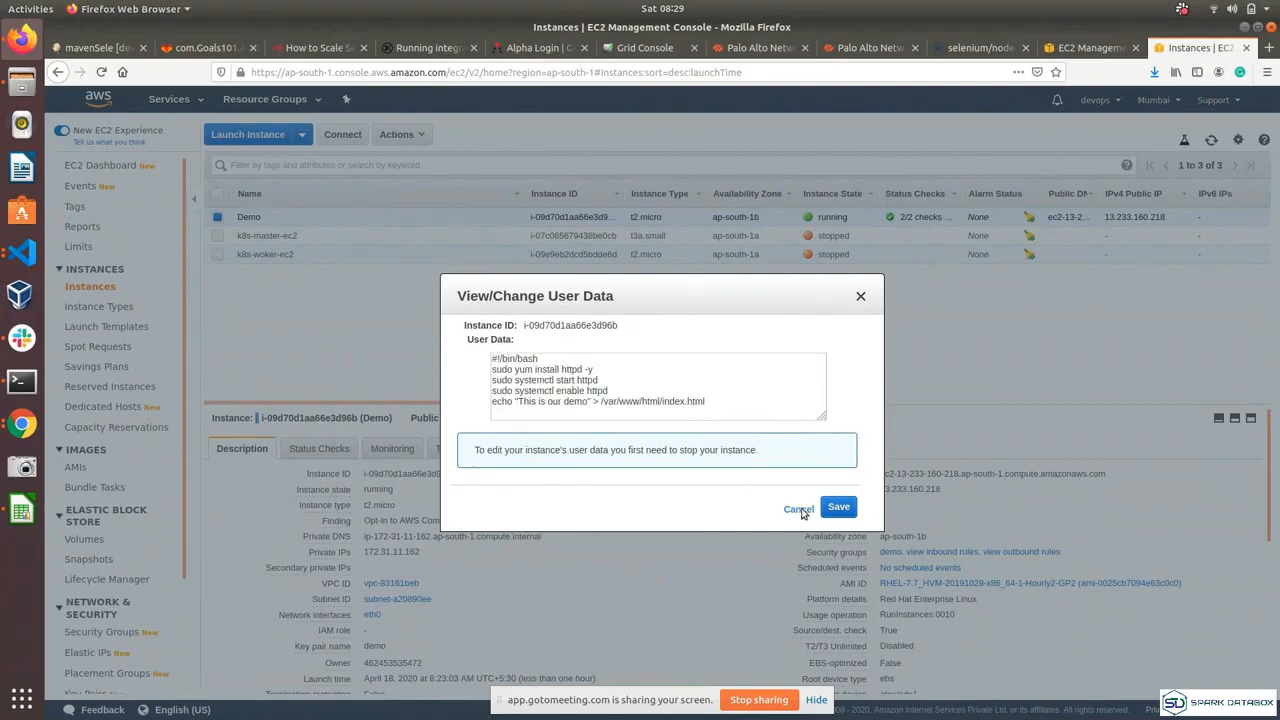 Activities
Firefox Web Browser
Sat 08:29
Instances | EC2 Management Console - Mozilla Firefox
mavenSele [dev
com.Goals101.A
How to Scale Se
Running integr
Alpha Login | G
Grid Console
Palo Alto Netw
Palo Alto Netw
selenium/node
EC2 Manageme
Instances | EC2
https://ap-south-1.console.aws.amazon.com/ec2/v2/home?region=ap-south-1#Instances:sort=desc:launchTime
aws
Services
Resource Groups
devops
Mumbai
Support
New EC2 Experience
Tell us what you think
Launch Instance
Connect
Actions
EC2 Dashboard New
Events New
Tags
Reports
Limits
INSTANCES
Instances
Instance Types
Launch Templates
Spot Requests
Savings Plans
Dedicated Hosts New
Capacity Reservations
IMAGES
AMIs
Bundle Tasks
ELASTIC BLOCK
STORE
Volumes
Snapshots
Lifecycle Manager
NETWORK &
SECURITY
Security Groups New
Elastic IPs New
Placement Groups New
Filter by tags and attributes or search by keyword
1 to 3 of 3
Name
Instance ID
Instance Type
Availability Zone
Instance State
Status Checks
Alarm Status
Public DN
IPv4 Public IP
IPv6 IPs
Demo
i-09d70d1aa66e3d9...
t2.micro
ap-south-1b
running
2/2 checks ...
None
ec2-13-2...
13.233.160.218
-
k8s-master-ec2
i-07c065679438be0cb
t3a.small
ap-south-1a
stopped
None
-
-
k8s-woker-ec2
i-09e9eb2dcd5bdde6d
t2.micro
ap-south-1a
stopped
None
-
-
View/Change User Data
Instance ID: i-09d70d1aa66e3d96b
User Data:
#!/bin/bash
sudo yum install httpd -y
sudo systemctl start httpd
sudo systemctl enable httpd
echo "This is our demo" > /var/www/html/index.html
To edit your instance's user data you first need to stop your instance.
Cancel
Save
Instance: i-09d70d1aa66e3d96b (Demo) Public
Description
Status Checks
Monitoring
Instance ID i-09d70d1aa66e3d96b
Instance state running
Instance type t2.micro
Finding Opt-in to AWS Com
Private DNS ip-172-31-11-162.ap-south-1.compute.internal
Private IPs 172.31.11.162
Secondary private IPs
VPC ID vpc-83161beb
Subnet ID subnet-a20890ee
Network interfaces eth0
IAM role -
Key pair name demo
Owner 462453535472
Launch time April 18, 2020 at 8:23:03 AM UTC+5:30 (less than one hour)
ec2-13-233-160-218.ap-south-1.compute.amazonaws.com
13.233.160.218
Availability zone ap-south-1b
Security groups demo. view inbound rules. view outbound rules
Scheduled events No scheduled events
AMI ID RHEL-7.7_HVM-20191028-x86_64-1-Hourly2-GP2 (ami-0025cb7094e63c0c0)
Platform details Red Hat Enterprise Linux
Usage operation RunInstances:0010
Source/dest. check True
T2/T3 Unlimited Disabled
EBS-optimized False
Root device type ebs
app.gotomeeting.com is sharing your screen.
Stop sharing
Hide
Feedback
English (US)
SPARK DATABOX